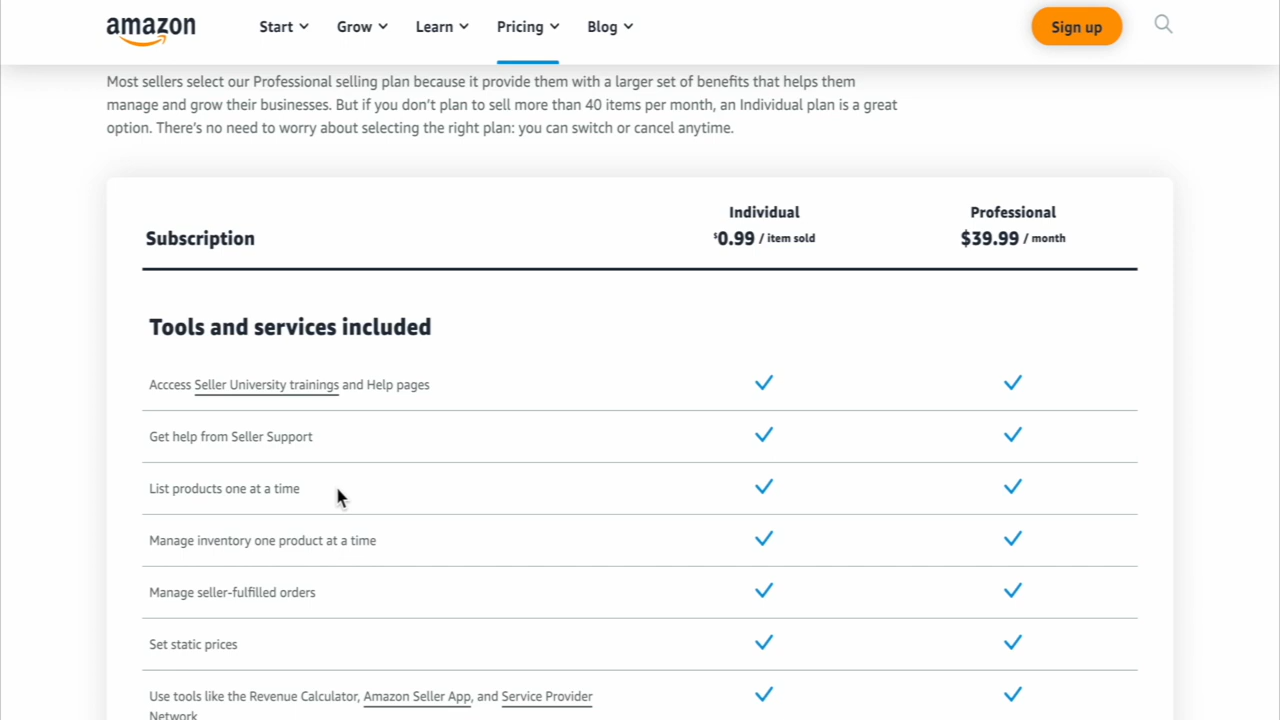 amazon Start Grow Learn Pricing Blog Sign up
Most sellers select our Professional selling plan because it provide them with a larger set of benefits that helps them
manage and grow their businesses. But if you don't plan to sell more than 40 items per month, an Individual plan is a great
option. There's no need to worry about selecting the right plan: you can switch or cancel anytime.
Individual Professional
Subscription $0.99 / item sold $39.99 / month
Tools and services included
Acccess Seller University trainings and Help pages
Get help from Seller Support
List products one at a time
Manage inventory one product at a time
Manage seller-fulfilled orders
Set static prices
Use tools like the Revenue Calculator, Amazon Seller App, and Service Provider
Network